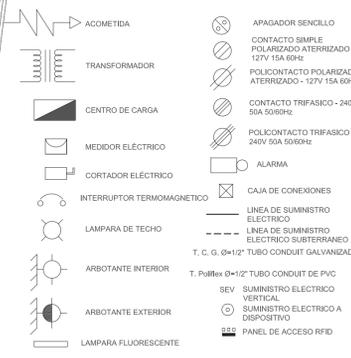 ACOMETIDA
TRANSFORMADOR
CENTRO DE CARGA
MEDIDOR ELÉCTRICO
CORTADOR ELÉCTRICO
INTERRUPTOR TERMOMAGNETICO
LAMPARA DE TECHO
ARBOTANTE INTERIOR
ARBOTANTE EXTERIOR
LAMPARA FLUORESCENTE
APAGADOR SENCILLO
CONTACTO SIMPLE
POLARIZADO ATERRIZADO
127V 15A 60Hz
POLICONTACTO POLARIZAD
ATERRIZADO - 127V 15A 60H
CONTACTO TRIFASICO - 240
50A 50/60Hz
POLICONTACTO TRIFASICO
240V 50A 50/60Hz
ALARMA
CAJA DE CONEXIONES
LINEA DE SUMINISTRO
ELECTRICO
LINEA DE SUMINISTRO
ELECTRICO SUBTERRANEO
T, C, G, Ø=1/2" TUBO CONDUIT GALVANIZAD
T. Poliflex Ø=1/2" TUBO CONDUIT DE PVC
SEV SUMINISTRO ELECTRICO
VERTICAL
SUMINISTRO ELECTRICO A
DISPOSITIVO
PANEL DE ACCESO RFID